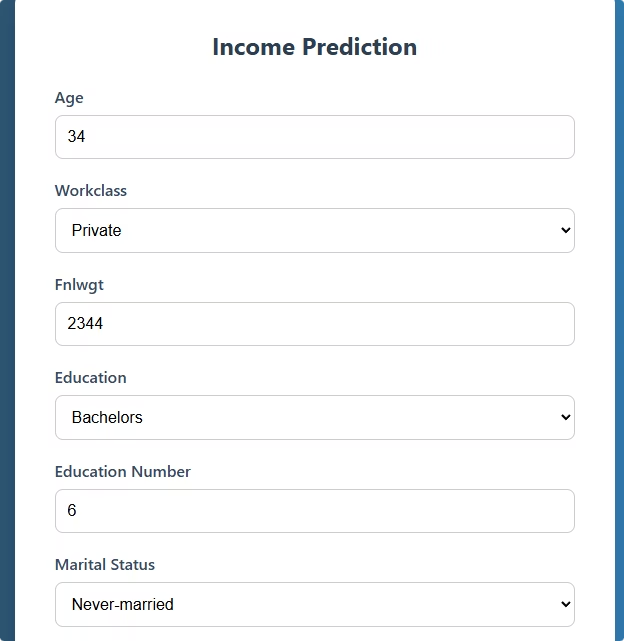 Income Prediction
Age
34
Workclass
Private
Fnlwgt
2344
Education
Bachelors
Education Number
6
Marital Status
Never-married